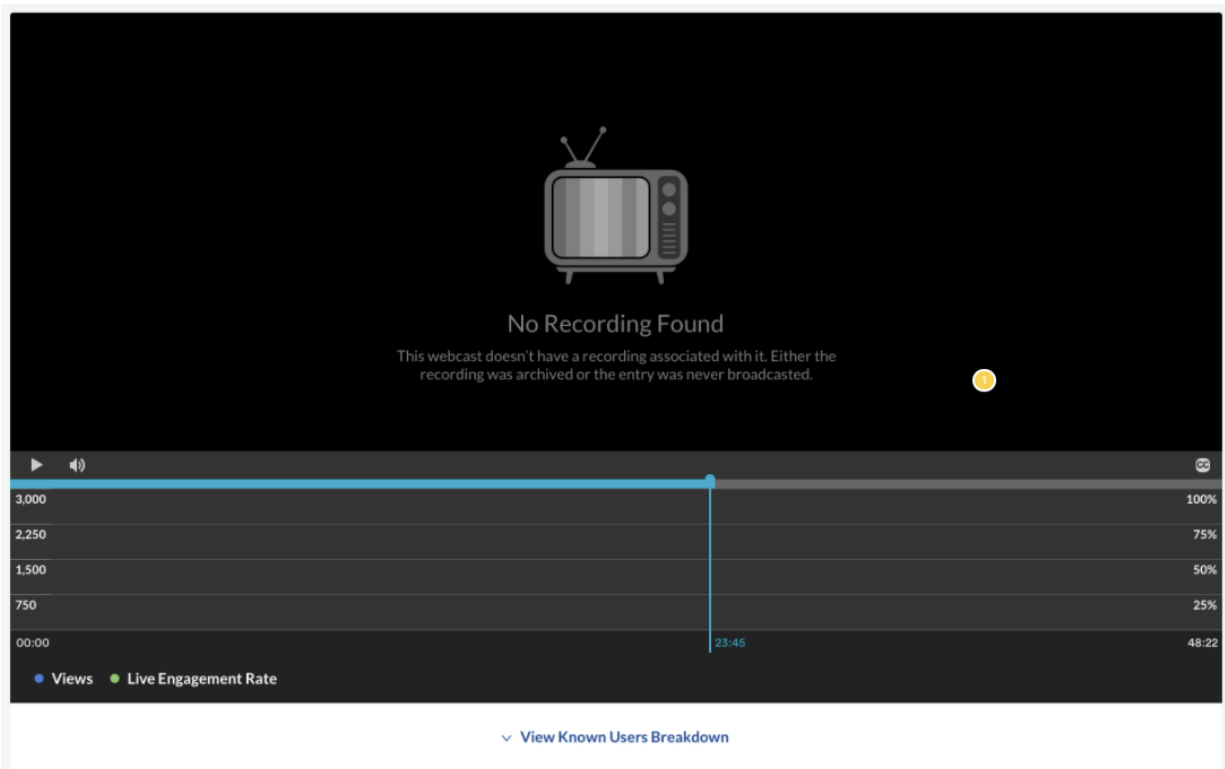 No Recording Found
This webcast doesn't have a recording associated with it. Either the
recording was archived or the entry was never broadcasted.
1
CC
3,000 100%
2,250 75%
1,500 50%
750 25%
00:00 23:45 48:22
Views Live Engagement Rate
View Known Users Breakdown